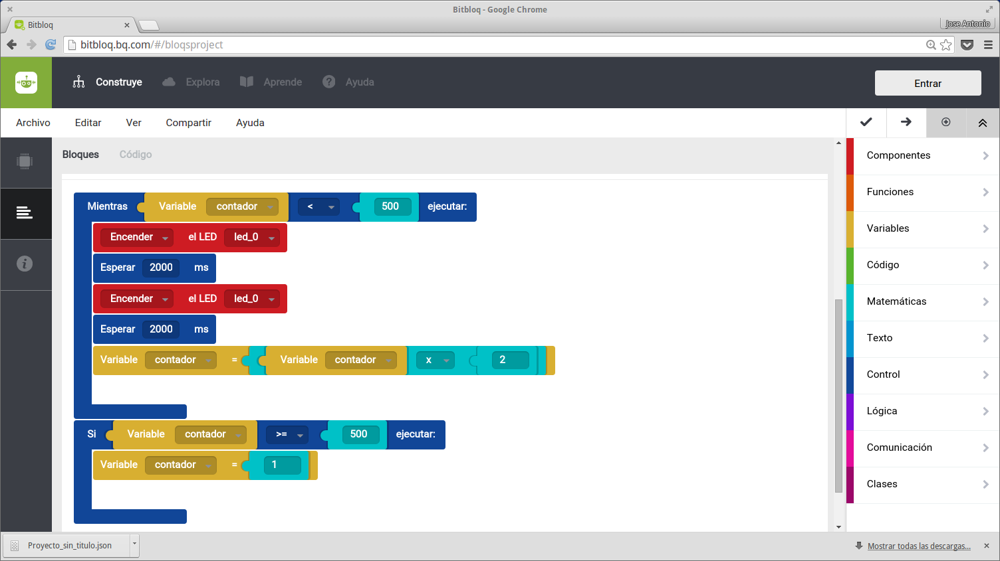 Bitbloq - Google Chrome
Bitbloq
Jose Antonio
bitbloq.bq.com/#/bloqsproject
Construye Explora Aprende Ayuda Entrar
Archivo Editar Ver Compartir Ayuda
Bloques Código
Mientras Variable contador < 500 ejecutar:
Encender el LED led_0
Esperar 2000 ms
Encender el LED led_0
Esperar 2000 ms
Variable contador = Variable contador x 2
Si Variable contador >= 500 ejecutar:
Variable contador = 1
Componentes
Funciones
Variables
Código
Matemáticas
Texto
Control
Lógica
Comunicación
Clases
Proyecto_sin_titulo.json
Mostrar todas las descargas...